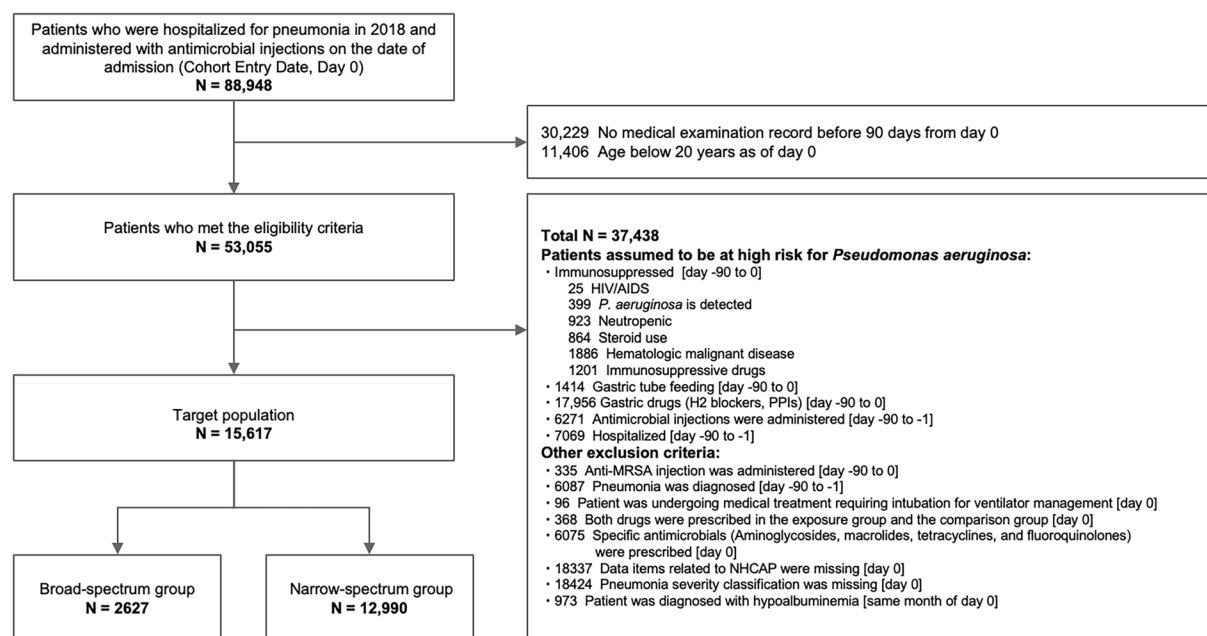 Patients who were hospitalized for pneumonia in 2018 and
administered with antimicrobial injections on the date of
admission (Cohort Entry Date, Day 0)
N = 88,948
30,229 No medical examination record before 90 days from day 0
11,406 Age below 20 years as of day 0
Patients who met the eligibility criteria
N = 53,055
Total N = 37,438
Patients assumed to be at high risk for Pseudomonas aeruginosa:
・Immunosuppressed [day -90 to 0]
25 HIV/AIDS
399 P. aeruginosa is detected
923 Neutropenic
864 Steroid use
1886 Hematologic malignant disease
1201 Immunosuppressive drugs
・1414 Gastric tube feeding [day -90 to 0]
・17,956 Gastric drugs (H2 blockers, PPIs) [day -90 to 0]
・6271 Antimicrobial injections were administered [day -90 to -1]
・7069 Hospitalized [day -90 to -1]
Other exclusion criteria:
・335 Anti-MRSA injection was administered [day -90 to 0]
・6087 Pneumonia was diagnosed [day -90 to -1]
・96 Patient was undergoing medical treatment requiring intubation for ventilator management [day 0]
・368 Both drugs were prescribed in the exposure group and the comparison group [day 0]
・6075 Specific antimicrobials (Aminoglycosides, macrolides, tetracyclines, and fluoroquinolones)
were prescribed [day 0]
・18337 Data items related to NHCAP were missing [day 0]
・18424 Pneumonia severity classification was missing [day 0]
・973 Patient was diagnosed with hypoalbuminemia [same month of day 0]
Target population
N = 15,617
Broad-spectrum group
N = 2627
Narrow-spectrum group
N = 12,990